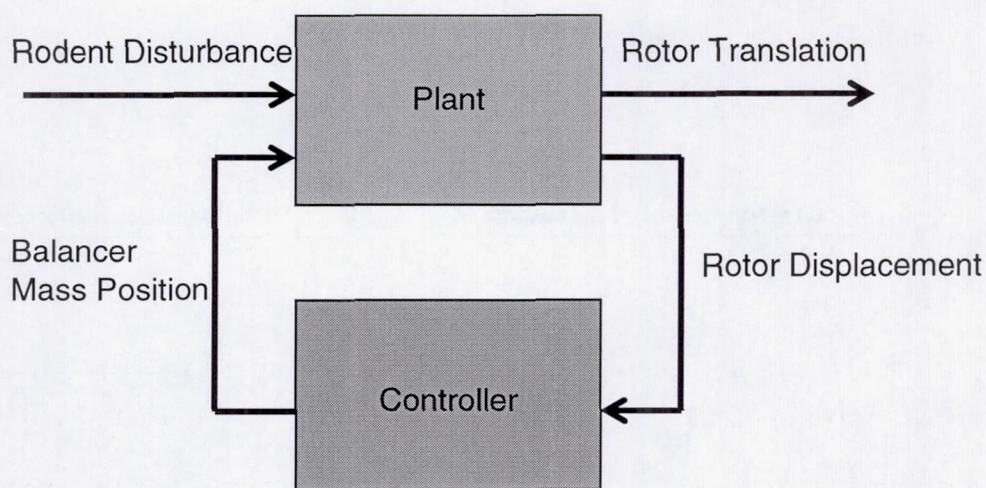 Rodent Disturbance
Plant
Rotor Translation
Balancer
Mass Position
Rotor Displacement
Controller